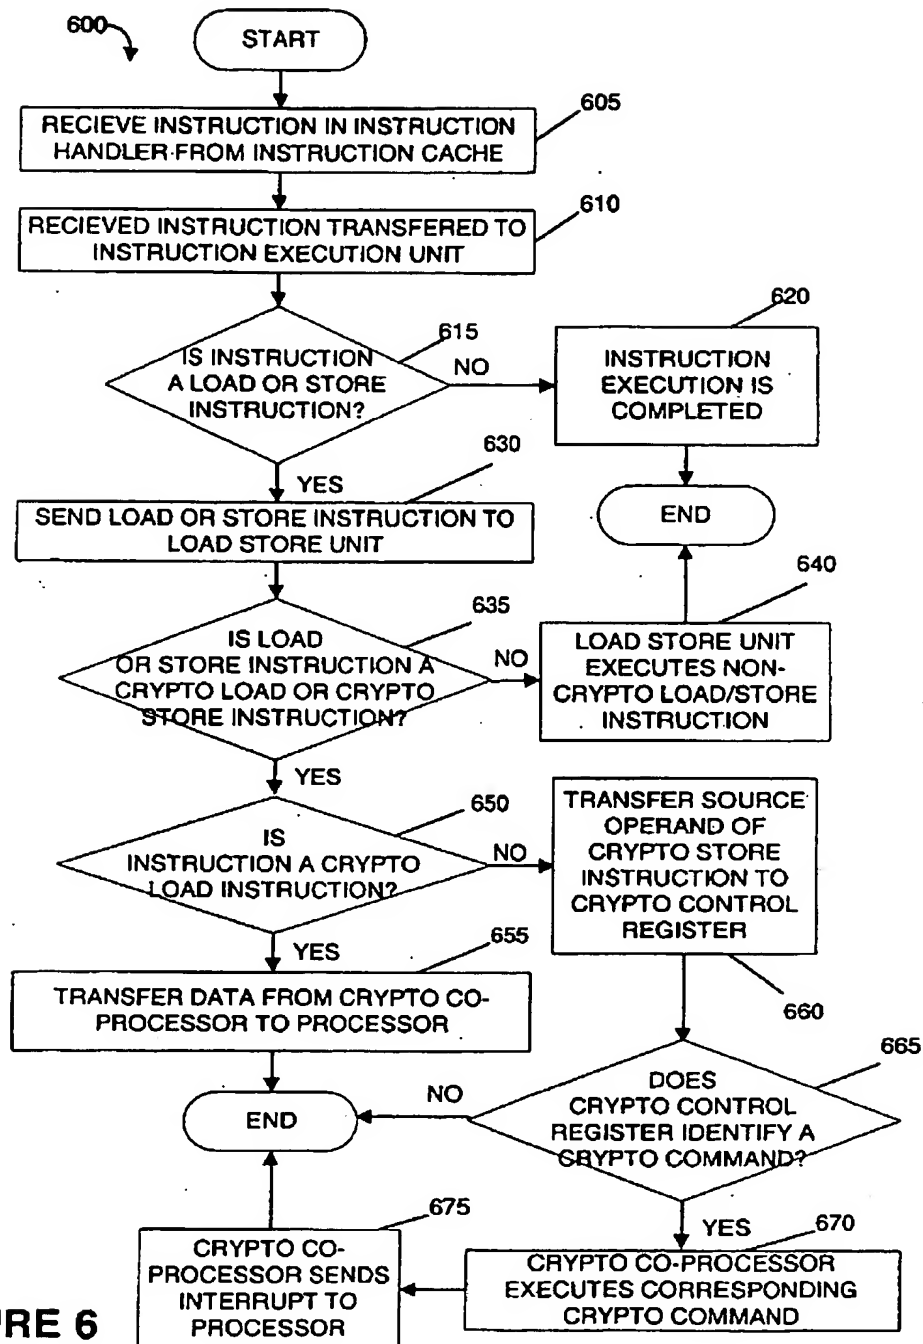 600
START
605
RECIEVE INSTRUCTION IN INSTRUCTION
HANDLER FROM INSTRUCTION CACHE
610
RECIEVED INSTRUCTION TRANSFERED TO
INSTRUCTION EXECUTION UNIT
615
IS INSTRUCTION
A LOAD OR STORE
INSTRUCTION?
NO
620
INSTRUCTION
EXECUTION IS
COMPLETED
END
YES
630
SEND LOAD OR STORE INSTRUCTION TO
LOAD STORE UNIT
635
IS LOAD
OR STORE INSTRUCTION A
CRYPTO LOAD OR CRYPTO
STORE INSTRUCTION?
NO
640
LOAD STORE UNIT
EXECUTES NON-
CRYPTO LOAD/STORE
INSTRUCTION
YES
650
IS
INSTRUCTION A CRYPTO
LOAD INSTRUCTION?
NO
TRANSFER SOURCE
OPERAND OF
CRYPTO STORE
INSTRUCTION TO
CRYPTO CONTROL
REGISTER
660
YES
655
TRANSFER DATA FROM CRYPTO CO-
PROCESSOR TO PROCESSOR
END
NO
665
DOES
CRYPTO CONTROL
REGISTER IDENTIFY A
CRYPTO COMMAND?
YES
670
CRYPTO CO-PROCESSOR
EXECUTES CORRESPONDING
CRYPTO COMMAND
675
CRYPTO CO-
PROCESSOR SENDS
INTERRUPT TO
PROCESSOR
RE 6